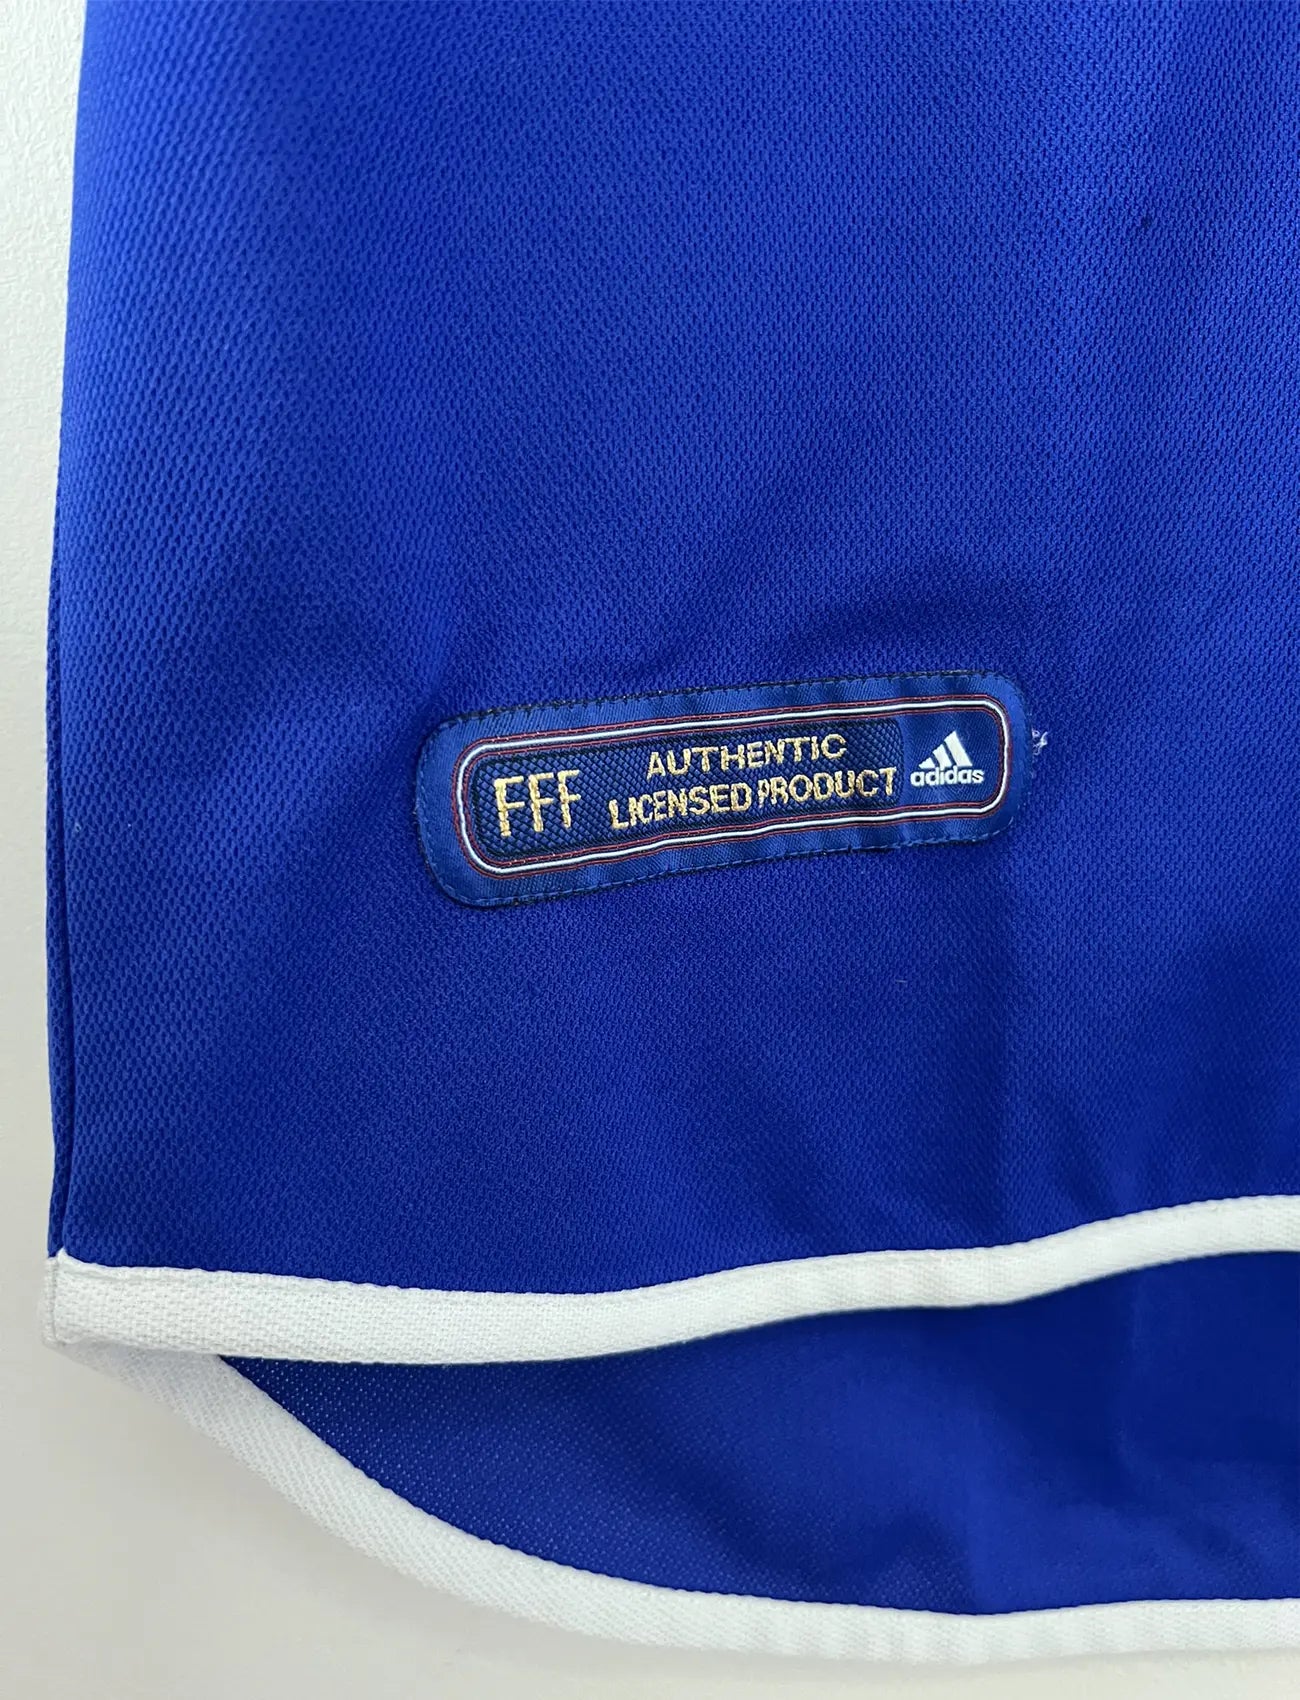 FFF
AUTHENTIC
LICENSED PRODUCT
adidas